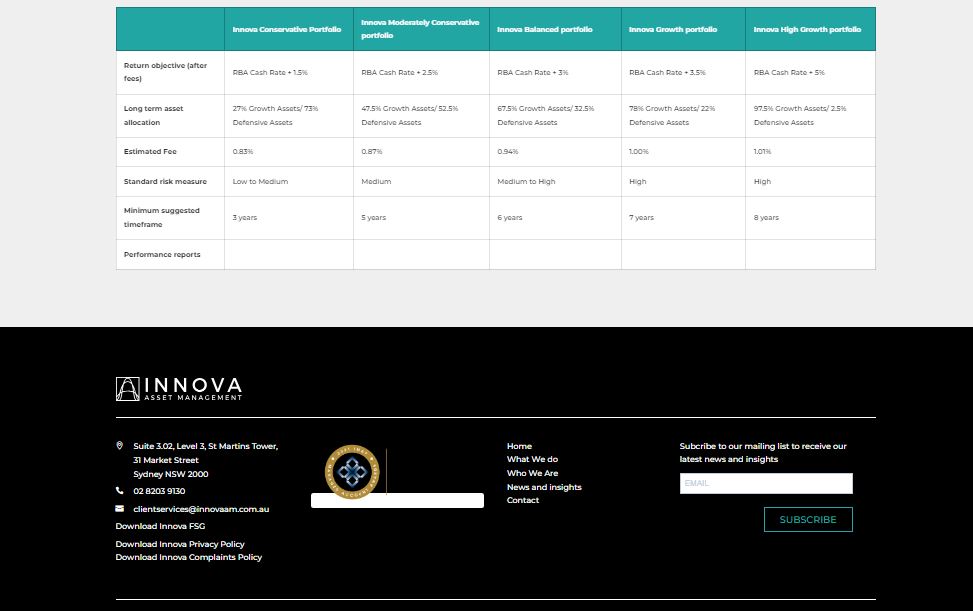 Innova Conservative Portfolio
Innova Moderately Conservative
portfolio
Innova Balanced portfolio
Innova Growth portfolio
Innova High Growth portfolio
Return objective (after
fees)
RBA Cash Rate + 1.5%
RBA Cash Rate + 2.5%
RBA Cash Rate + 3%
RBA Cash Rate + 3.5%
RBA Cash Rate + 5%
Long term asset
allocation
27% Growth Assets/ 73%
Defensive Assets
47.5% Growth Assets/ 52.5%
Defensive Assets
67.5% Growth Assets/ 32.5%
Defensive Assets
78% Growth Assets/ 22%
Defensive Assets
97.5% Growth Assets/ 2.5%
Defensive Assets
Estimated Fee
0.83%
0.87%
0.94%
1.00%
1.01%
Standard risk measure
Low to Medium
Medium
Medium to High
High
High
Minimum suggested
timeframe
3 years
5 years
6 years
7 years
8 years
Performance reports
INNOVA
ASSET MANAGEMENT
Suite 3.02, Level 3, St Martins Tower,
31 Market Street
Sydney NSW 2000
02 8203 9130
clientservices@innovaam.com.au
Download Innova FSG
Download Innova Privacy Policy
Download Innova Complaints Policy
Home
What We do
Who We Are
News and insights
Contact
Subcribe to our mailing list to receive our
latest news and insights
EMAIL
SUBSCRIBE